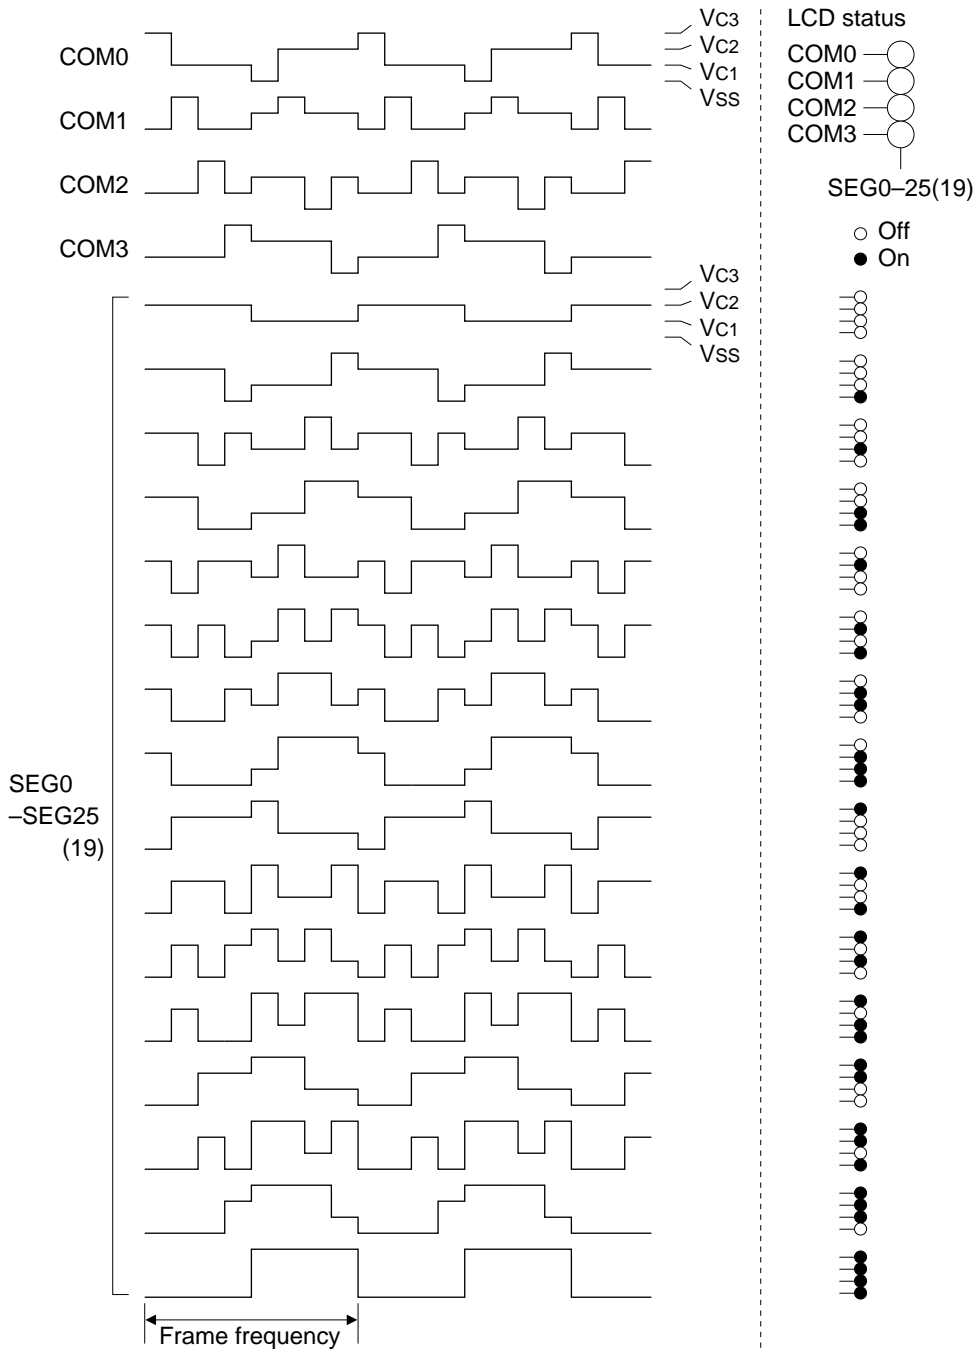 COM0
COM1
COM2
COM3
VC3
VC2
VC1
VSS
VC3
VC2
VC1
VSS
SEG0
–SEG25
(19)
Frame frequency
LCD status
COM0
COM1
COM2
COM3
SEG0–25(19)
Off
On